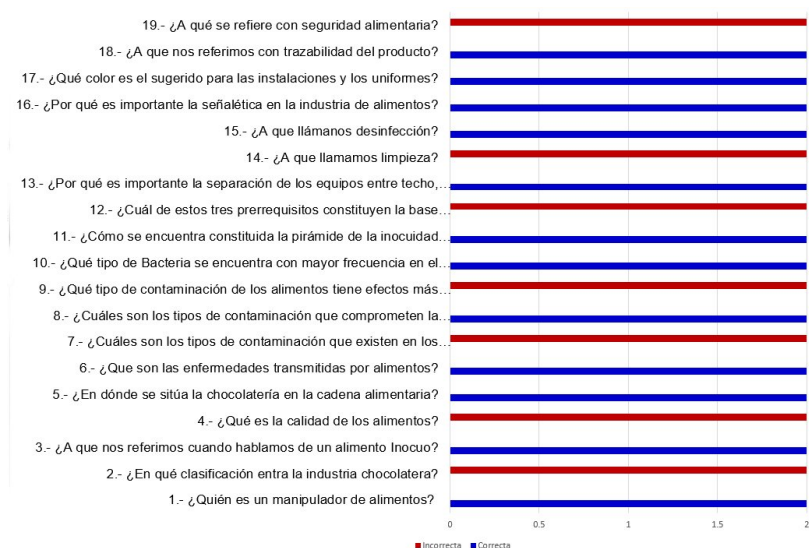 19.- ¿A qué se refiere con seguridad alimentaria?
18.- ¿A que nos referimos con trazabilidad del producto?
17.- ¿Qué color es el sugerido para las instalaciones y los uniformes?
16.- ¿Por qué es importante la señalética en la industria de alimentos?
15.- ¿A que llámanos desinfección?
14.- ¿A que llamamos limpieza?
13.- ¿Por qué es importante la separación de los equipos entre techo,...
12.- ¿Cuál de estos tres prerrequisitos constituyen la base...
11.- ¿Cómo se encuentra constituida la pirámide de la inocuidad...
10.- ¿Qué tipo de Bacteria se encuentra con mayor frecuencia en el...
9.- ¿Qué tipo de contaminación de los alimentos tiene efectos más...
8.- ¿Cuáles son los tipos de contaminación que comprometen la...
7.- ¿Cuáles son los tipos de contaminación que existen en los...
6.- ¿Que son las enfermedades transmitidas por alimentos?
5.- ¿En dónde se sitúa la chocolatería en la cadena alimentaria?
4.- ¿Qué es la calidad de los alimentos?
3.- ¿A que nos referimos cuando hablamos de un alimento Inocuo?
2.- ¿En qué clasificación entra la industria chocolatera?
1.- ¿Quién es un manipulador de alimentos?
0 0.5 1 1.5 2
Incorrecta Correcta